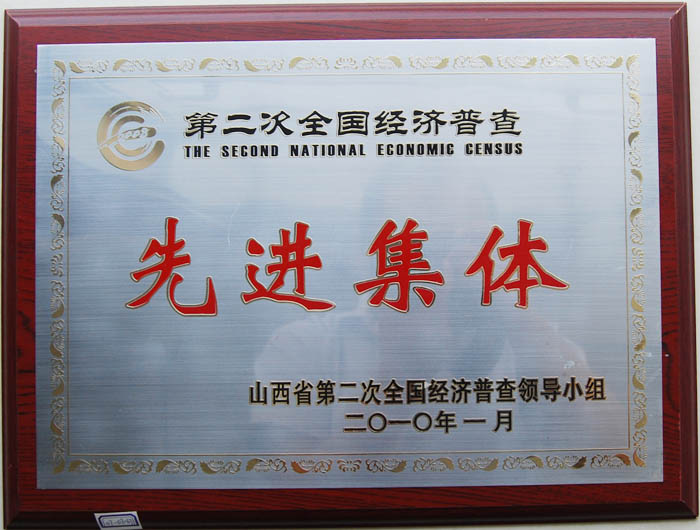 第二次全国经济普查
THE SECOND NATIONAL ECONOMIC CENSUS
先进集体
山西省第二次全国经济普查领导小组
二〇一〇年一月